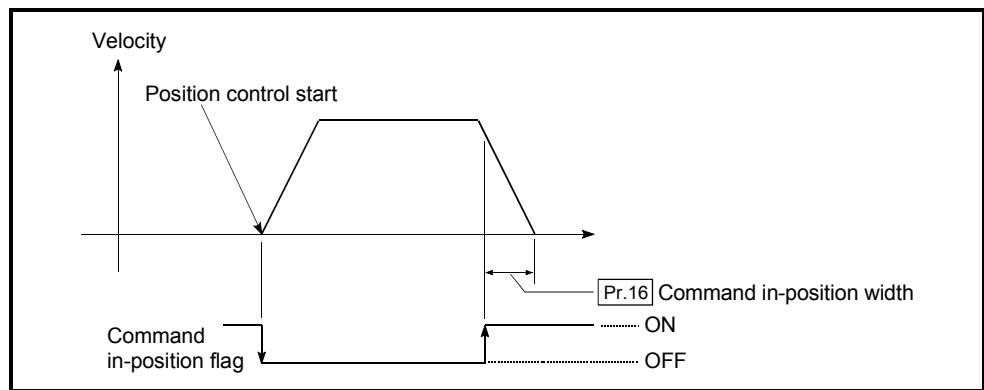 Velocity
Position control start
Pr.16 Command in-position width
Command
in-position flag
ON
OFF